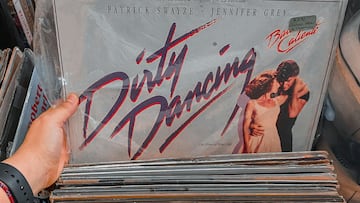 PATRICK SWAYZE · JENNIFER GREY
Dirty
Dancing
Baile
Caliente